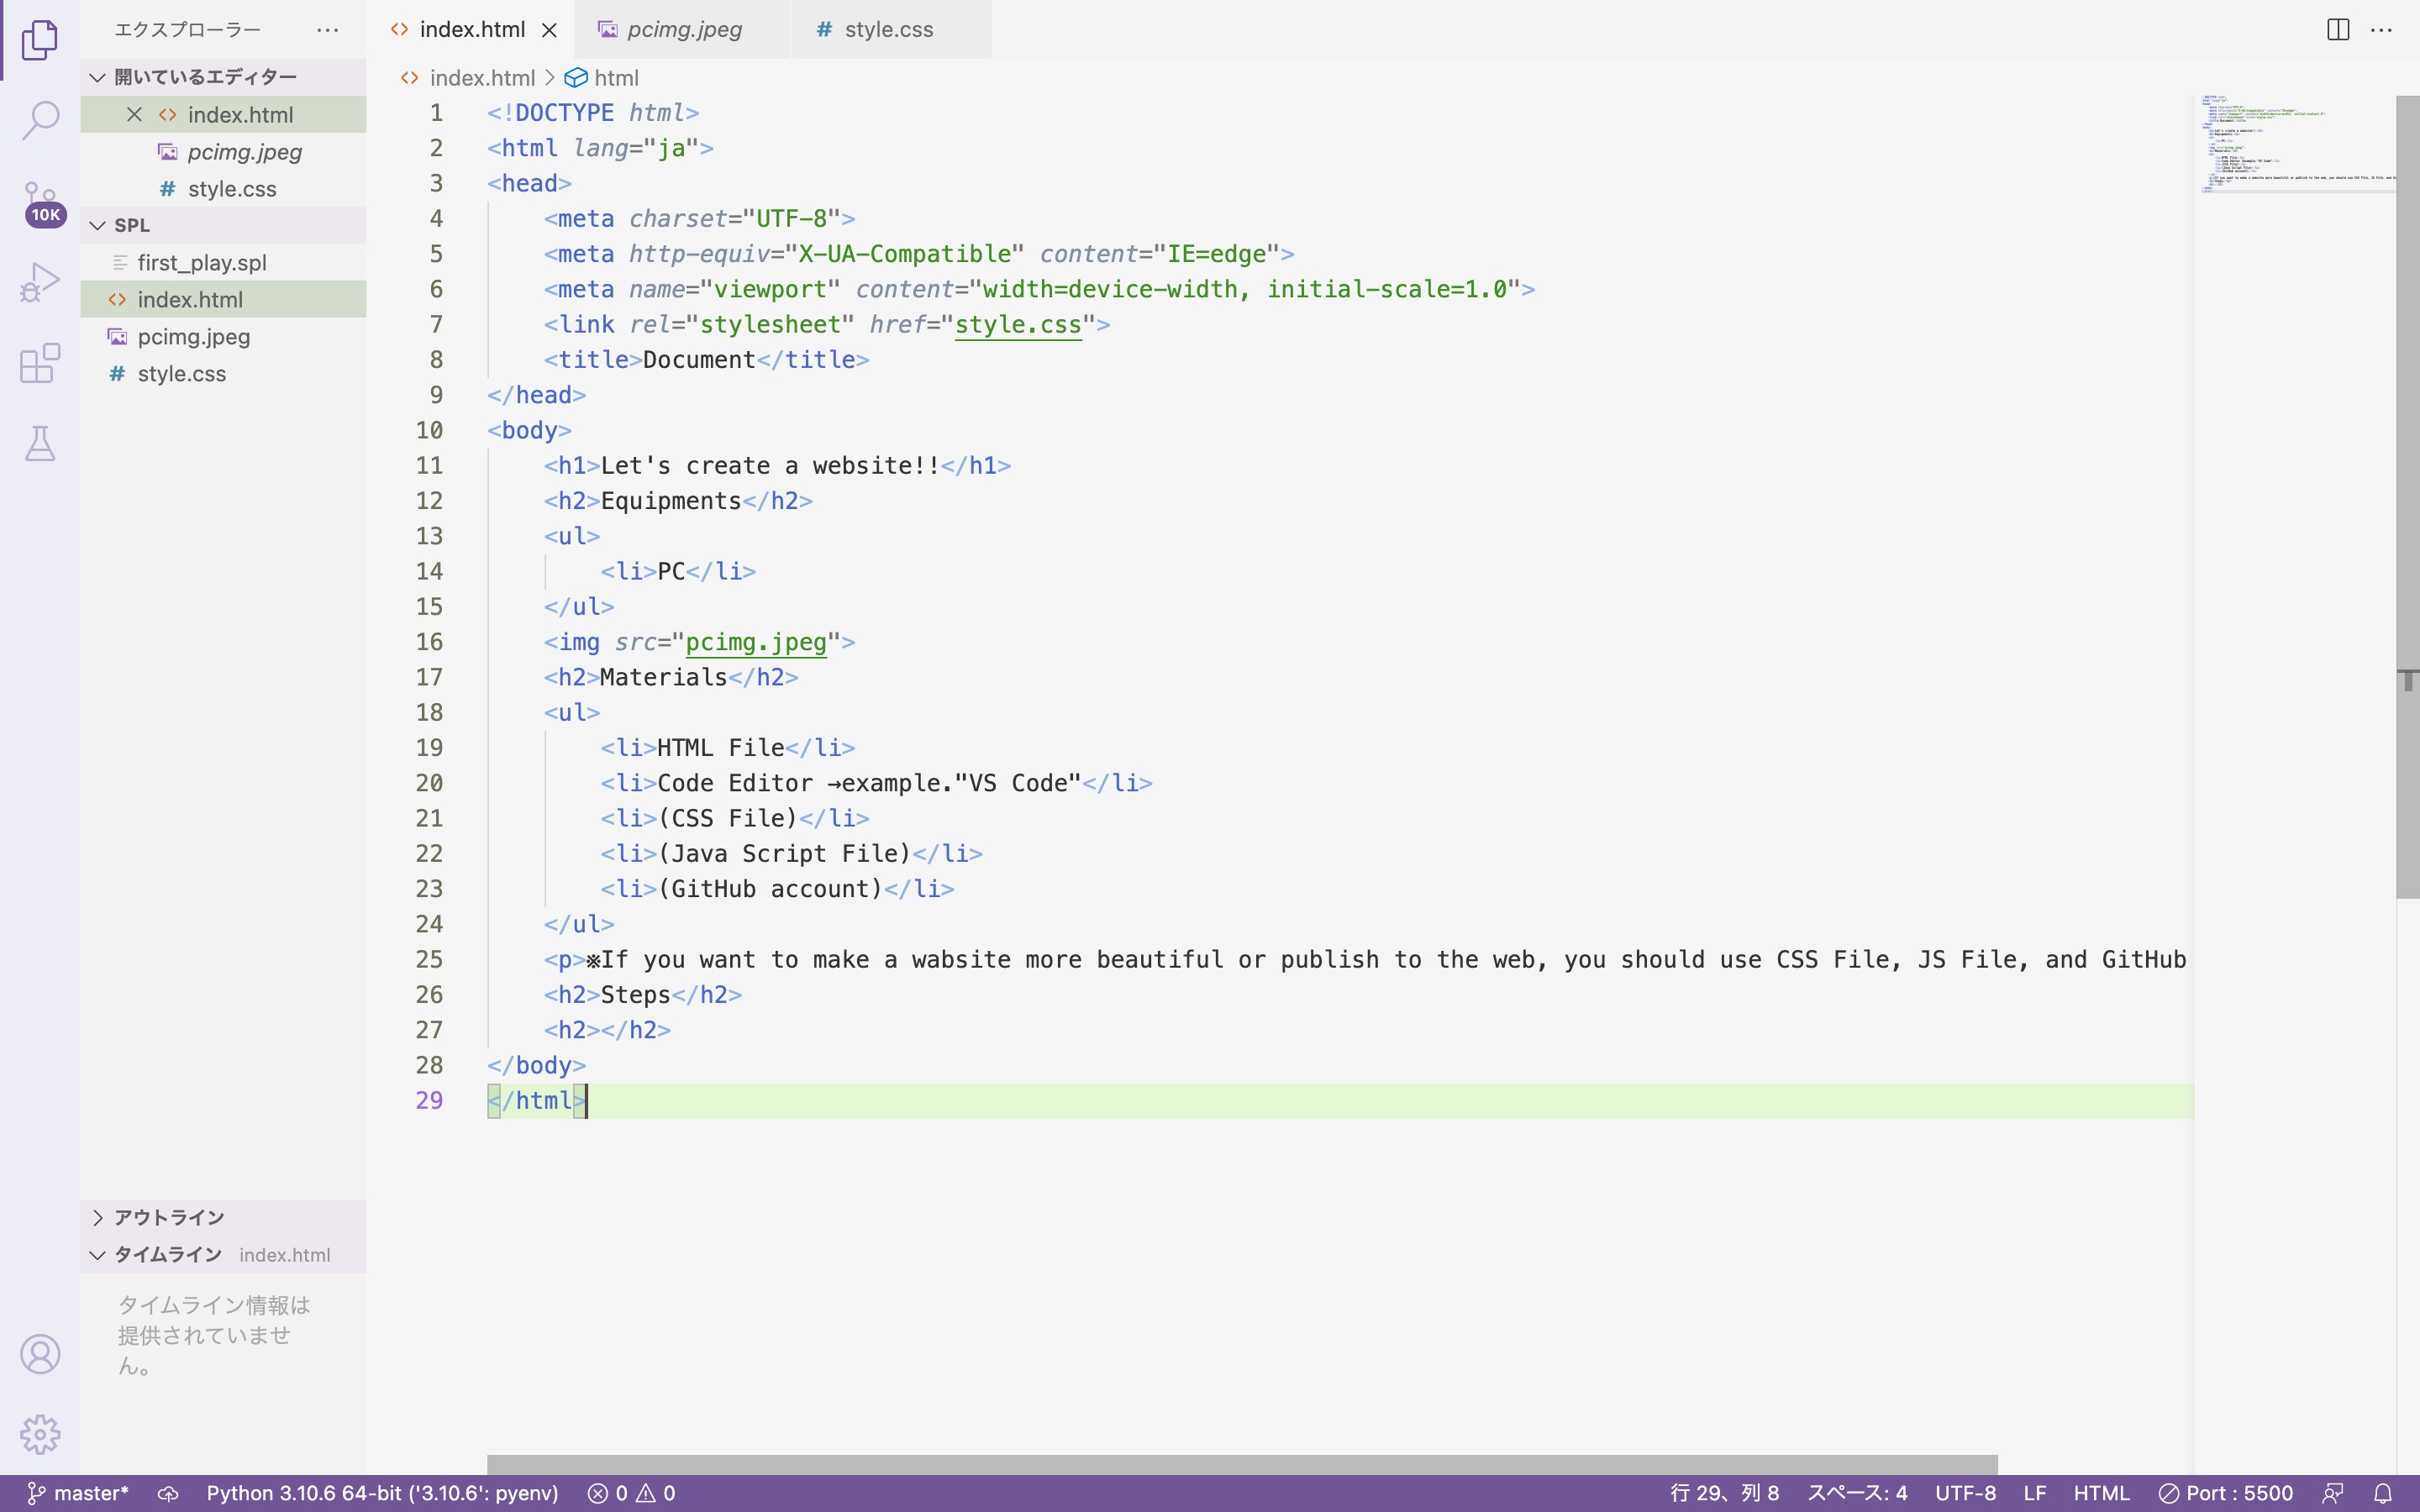 エクスプローラー
index.html
pcimg.jpeg
# style.css
開いているエディター
index.html
pcimg.jpeg
# style.css
10K
SPL
first_play.spl
index.html
pcimg.jpeg
# style.css
index.html > html
1 <!DOCTYPE html>
2 <html lang="ja">
3 <head>
4 <meta charset="UTF-8">
5 <meta http-equiv="X-UA-Compatible" content="IE=edge">
6 <meta name="viewport" content="width=device-width, initial-scale=1.0">
7 <link rel="stylesheet" href="style.css">
8 <title>Document</title>
9 </head>
10 <body>
11 <h1>Let's create a website!!</h1>
12 <h2>Equipments</h2>
13 <ul>
14 <li>PC</li>
15 </ul>
16 <img src="pcimg.jpeg">
17 <h2>Materials</h2>
18 <ul>
19 <li>HTML File</li>
20 <li>Code Editor →example."VS Code"</li>
21 <li>(CSS File)</li>
22 <li>(Java Script File)</li>
23 <li>(GitHub account)</li>
24 </ul>
25 <p>※If you want to make a wabsite more beautiful or publish to the web, you should use CSS File, JS File, and GitHub
26 <h2>Steps</h2>
27 <h2></h2>
28 </body>
29 </html>
アウトライン
タイムライン index.html
タイムライン情報は
提供されていませ
ん。
master* Python 3.10.6 64-bit ('3.10.6': pyenv) 0 0 行 29、列 8 スペース: 4 UTF-8 LF HTML Port : 5500